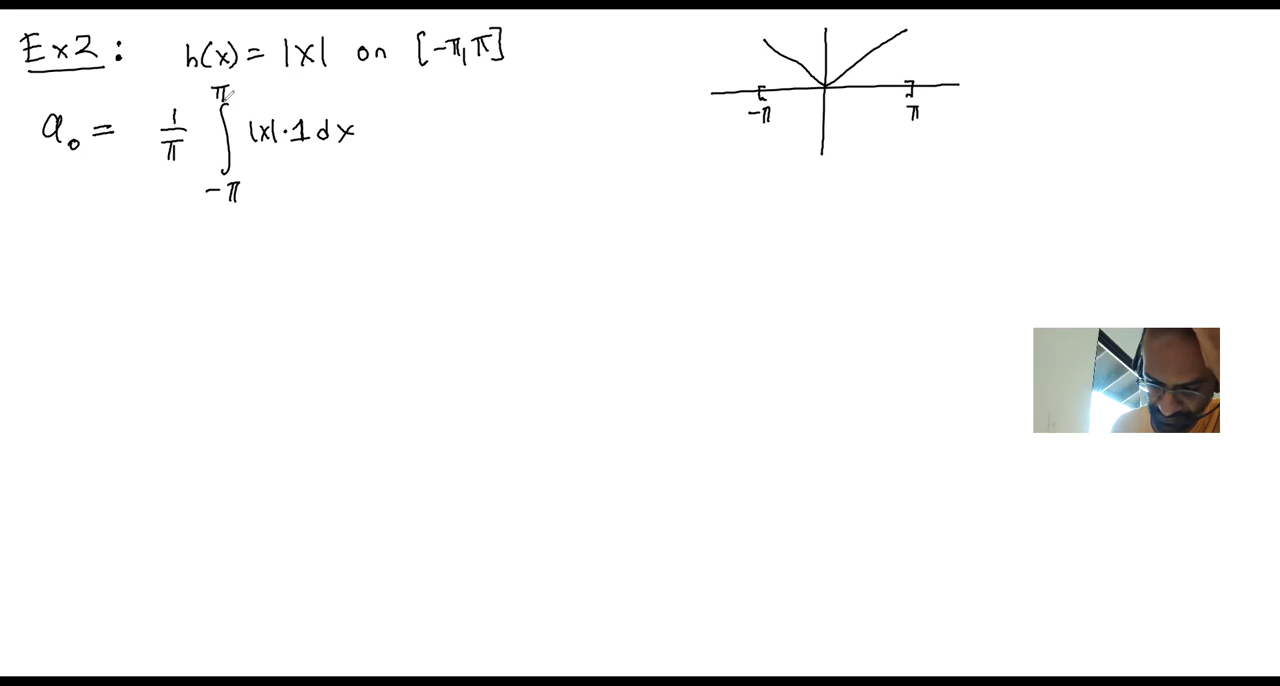 Ex2: h(x) = |x| on [-π, π]
π
a₀ = 1/π ∫ |x|·1 dx
-π
-π π